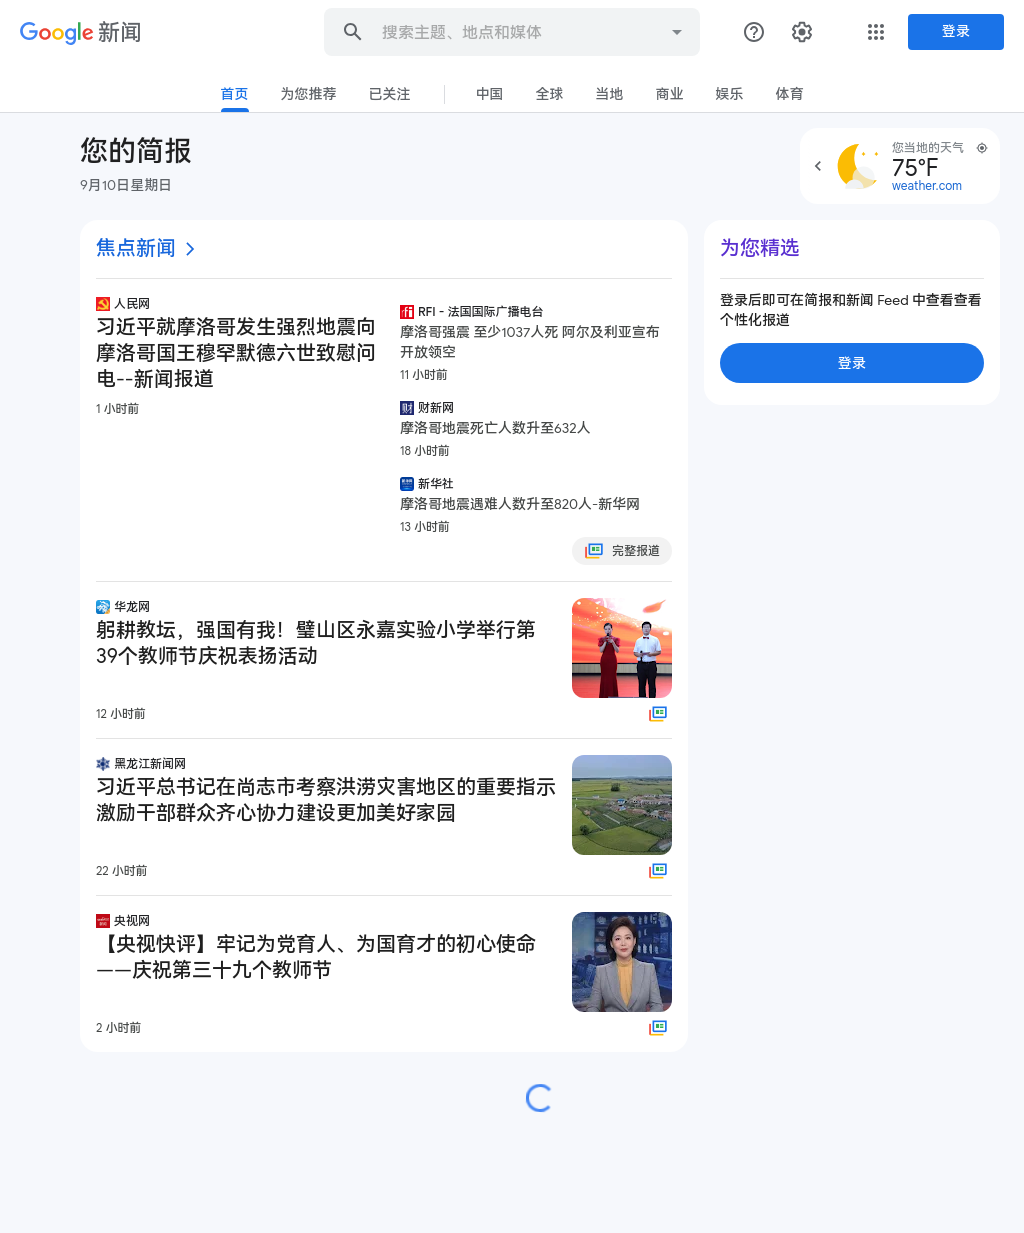 Google 新闻
搜索主题、地点和媒体
登录
首页
为您推荐
已关注
中国
全球
当地
商业
娱乐
体育
您的简报
9月10日星期日
您当地的天气
75°F
weather.com
焦点新闻
人民网
习近平就摩洛哥发生强烈地震向
摩洛哥国王穆罕默德六世致慰问
电--新闻报道
1 小时前
RFI - 法国国际广播电台
摩洛哥强震 至少1037人死 阿尔及利亚宣布
开放领空
11 小时前
财新网
摩洛哥地震死亡人数升至632人
18 小时前
新华社
摩洛哥地震遇难人数升至820人-新华网
13 小时前
完整报道
华龙网
躬耕教坛，强国有我！璧山区永嘉实验小学举行第
39个教师节庆祝表扬活动
12 小时前
黑龙江新闻网
习近平总书记在尚志市考察洪涝灾害地区的重要指示
激励干部群众齐心协力建设更加美好家园
22 小时前
央视网
【央视快评】牢记为党育人、为国育才的初心使命
——庆祝第三十九个教师节
2 小时前
为您精选
登录后即可在简报和新闻 Feed 中查看查看
个性化报道
登录